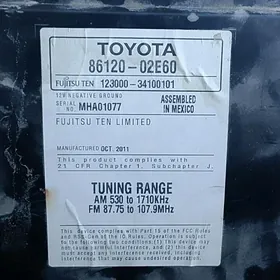 TOYOTA
86120-02E60
FUJITSU TEN 123000-34100101
12V NEGATIVE GROUND
SERIAL NO. MHA01077
ASSEMBLED IN MEXICO
FUJITSU TEN LIMITED
MANUFACTURED OCT. 2011
This product complies with
21 CFR Chapter 1, Subchapter J.
TUNING RANGE
AM 530 to 1710KHz
FM 87.75 to 107.9MHz
This device complies with Part 15 of the FCC Rules
and RSS-Gen of IC Rules. Operation is subject
to the following two conditions: (1) This device may
not cause harmful interference, and (2) this device
must accept any interference received, including
interference that may cause undesired operation.